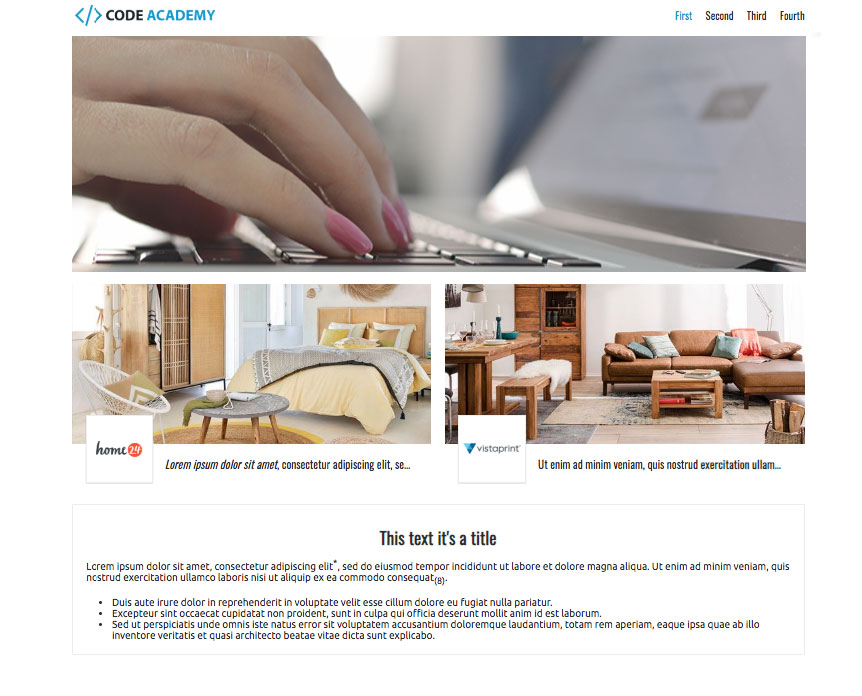 </> CODE ACADEMY
First Second Third Fourth
home24
Lorem ipsum dolor sit amet, consectetur adipiscing elit, se...
vistaprint
Ut enim ad minim veniam, quis nostrud exercitation ullam...
This text it's a title
Lorem ipsum dolor sit amet, consectetur adipiscing elit*, sed do eiusmod tempor incididunt ut labore et dolore magna aliqua. Ut enim ad minim veniam, quis
nostrud exercitation ullamco laboris nisi ut aliquip ex ea commodo consequat(8).
• Duis aute irure dolor in reprehenderit in voluptate velit esse cillum dolore eu fugiat nulla pariatur.
• Excepteur sint occaecat cupidatat non proident, sunt in culpa qui officia deserunt mollit anim id est laborum.
• Sed ut perspiciatis unde omnis iste natus error sit voluptatem accusantium doloremque laudantium, totam rem aperiam, eaque ipsa quae ab illo
inventore veritatis et quasi architecto beatae vitae dicta sunt explicabo.